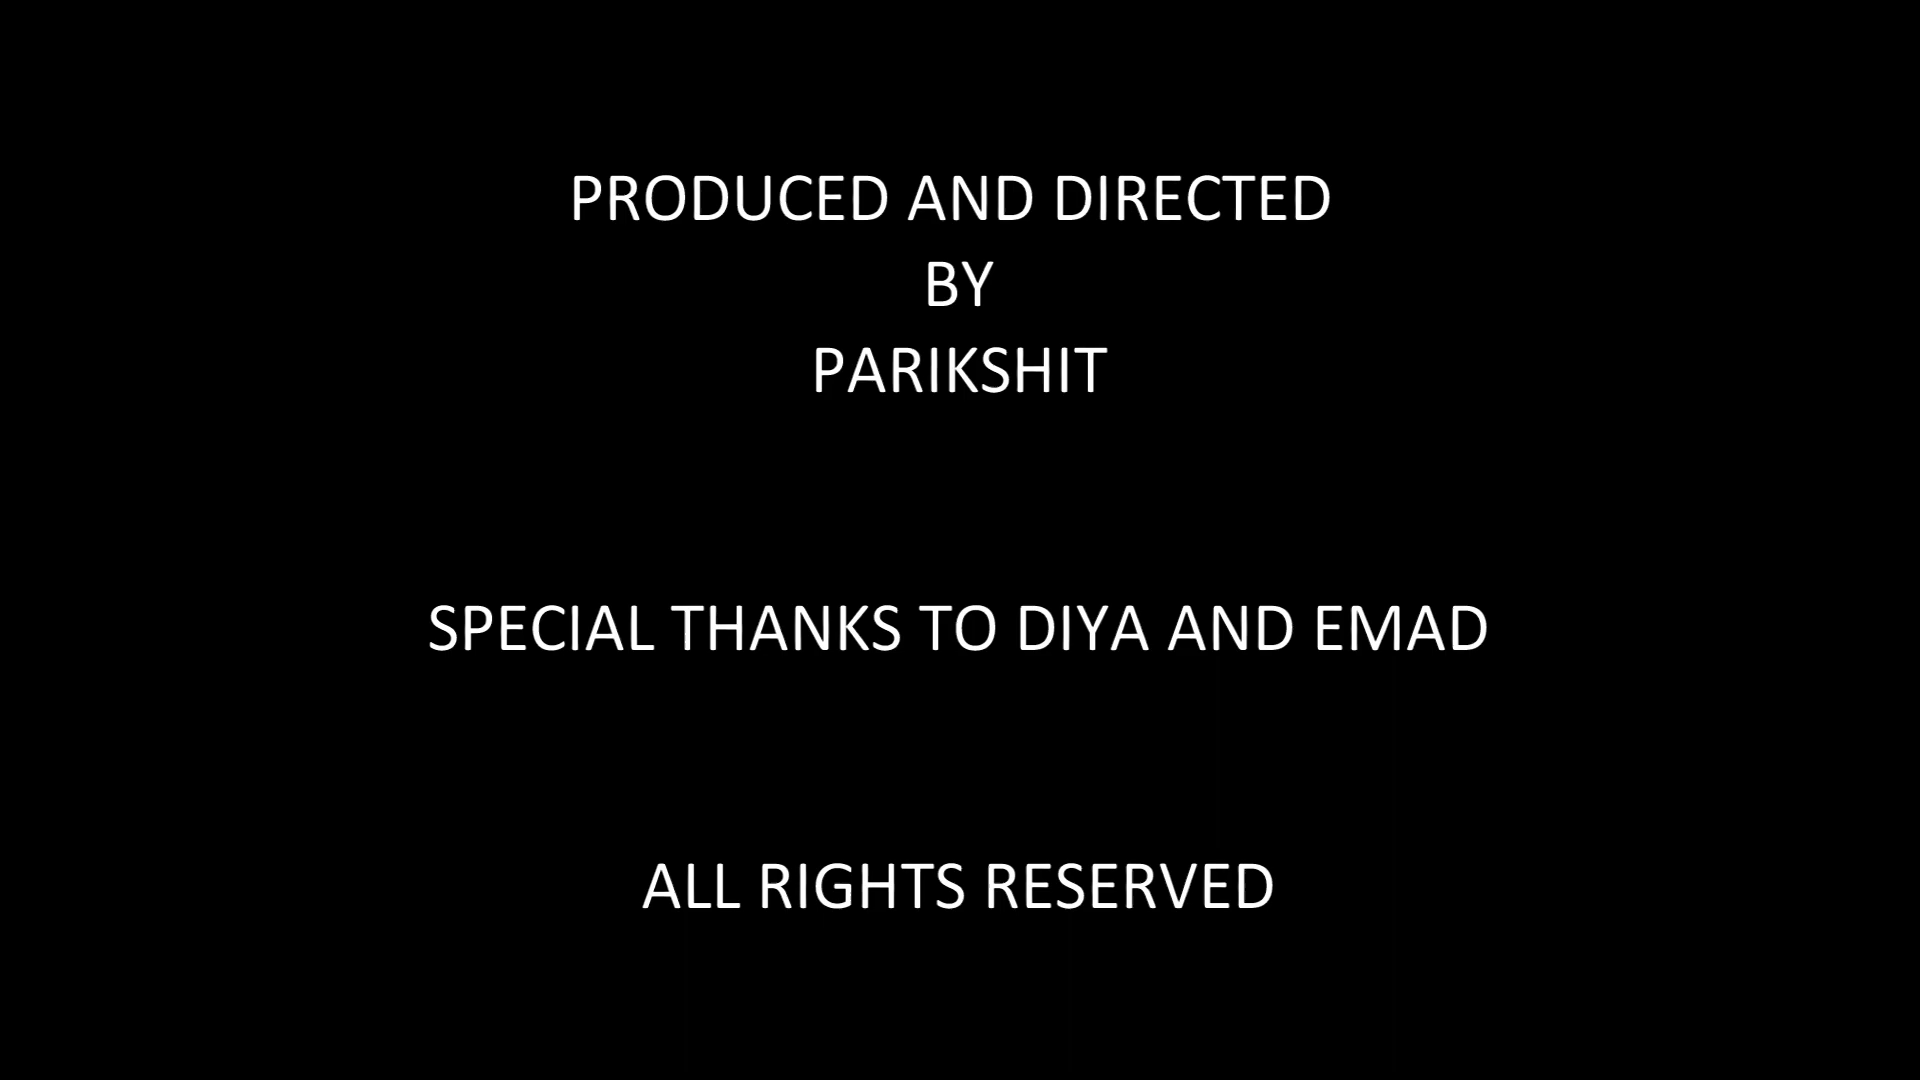 PRODUCED AND DIRECTED
BY
PARIKSHIT
SPECIAL THANKS TO DIYA AND EMAD
ALL RIGHTS RESERVED